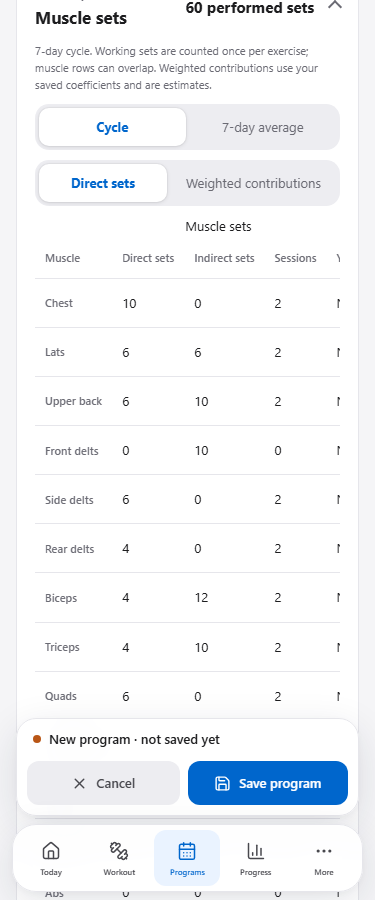 Muscle sets
60 performed sets
7-day cycle. Working sets are counted once per exercise;
muscle rows can overlap. Weighted contributions use your
saved coefficients and are estimates.
Cycle 7-day average
Direct sets Weighted contributions
Muscle sets
Muscle Direct sets Indirect sets Sessions
Chest 10 0 2
Lats 6 6 2
Upper back 6 10 2
Front delts 0 10 0
Side delts 6 0 2
Rear delts 4 0 2
Biceps 4 12 2
Triceps 4 10 2
Quads 6 0 2
New program · not saved yet
Cancel Save program
Today Workout Programs Progress More
Abs 0 0 0